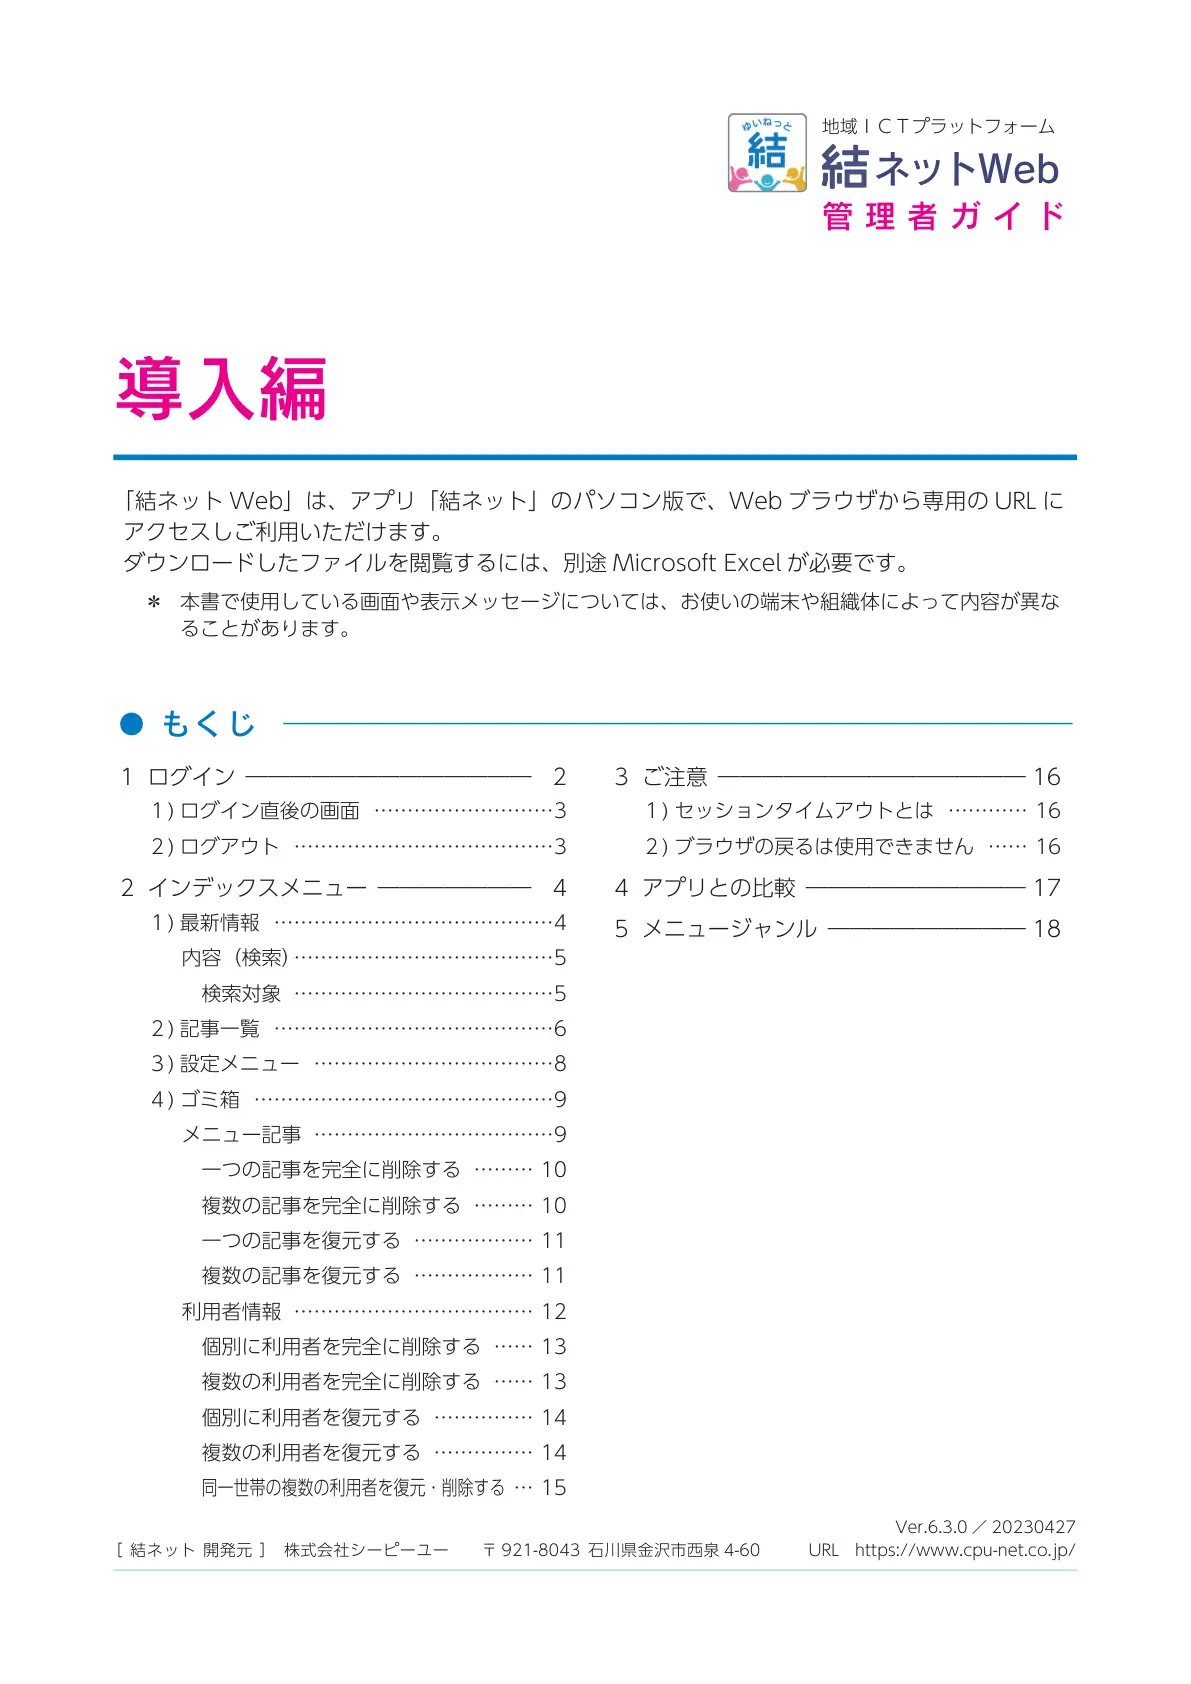 ゆいねっと
結
地域ICTプラットフォーム
結ネットWeb
管理者ガイド
導入編
「結ネット Web」は、アプリ「結ネット」のパソコン版で、Web ブラウザから専用の URL に
アクセスしご利用いただけます。
ダウンロードしたファイルを閲覧するには、別途 Microsoft Excel が必要です。
＊ 本書で使用している画面や表示メッセージについては、お使いの端末や組織体によって内容が異な
ることがあります。
● もくじ
1 ログイン ―――――――――――――― 2
1) ログイン直後の画面 ………………………3
2) ログアウト …………………………………3
2 インデックスメニュー ―――――――― 4
1) 最新情報 ……………………………………4
内容（検索）…………………………………5
検索対象 …………………………………5
2) 記事一覧 ……………………………………6
3) 設定メニュー ………………………………8
4) ゴミ箱 ………………………………………9
メニュー記事 ………………………………9
一つの記事を完全に削除する ……… 10
複数の記事を完全に削除する ……… 10
一つの記事を復元する ……………… 11
複数の記事を復元する ……………… 11
利用者情報 ……………………………… 12
個別に利用者を完全に削除する …… 13
複数の利用者を完全に削除する …… 13
個別に利用者を復元する …………… 14
複数の利用者を復元する …………… 14
同一世帯の複数の利用者を復元・削除する … 15
3 ご注意 ―――――――――――――― 16
1) セッションタイムアウトとは ………… 16
2) ブラウザの戻るは使用できません …… 16
4 アプリとの比較 ―――――――――― 17
5 メニュージャンル ――――――――― 18
Ver.6.3.0 ／ 20230427
[ 結ネット 開発元 ] 株式会社シーピーユー 〒921-8043 石川県金沢市西泉 4-60 URL https://www.cpu-net.co.jp/